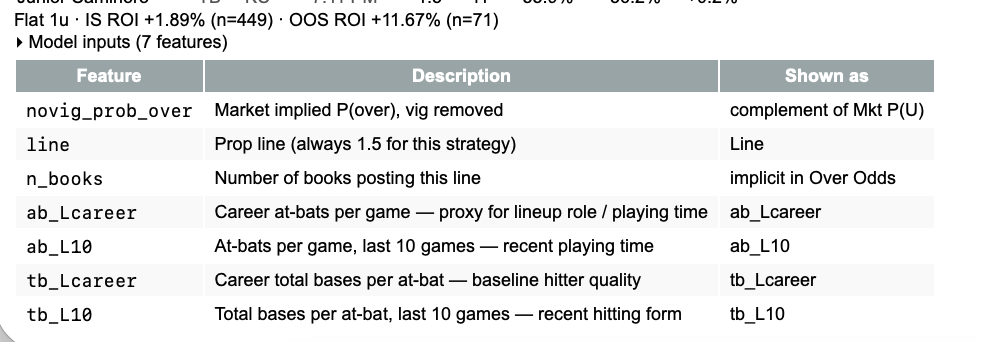 Flat 1u · IS ROI +1.89% (n=449) · OOS ROI +11.67% (n=71)
Model inputs (7 features)
Feature Description Shown as
novig_prob_over Market implied P(over), vig removed complement of Mkt P(U)
line Prop line (always 1.5 for this strategy) Line
n_books Number of books posting this line implicit in Over Odds
ab_Lcareer Career at-bats per game — proxy for lineup role / playing time ab_Lcareer
ab_L10 At-bats per game, last 10 games — recent playing time ab_L10
tb_Lcareer Career total bases per at-bat — baseline hitter quality tb_Lcareer
tb_L10 Total bases per at-bat, last 10 games — recent hitting form tb_L10